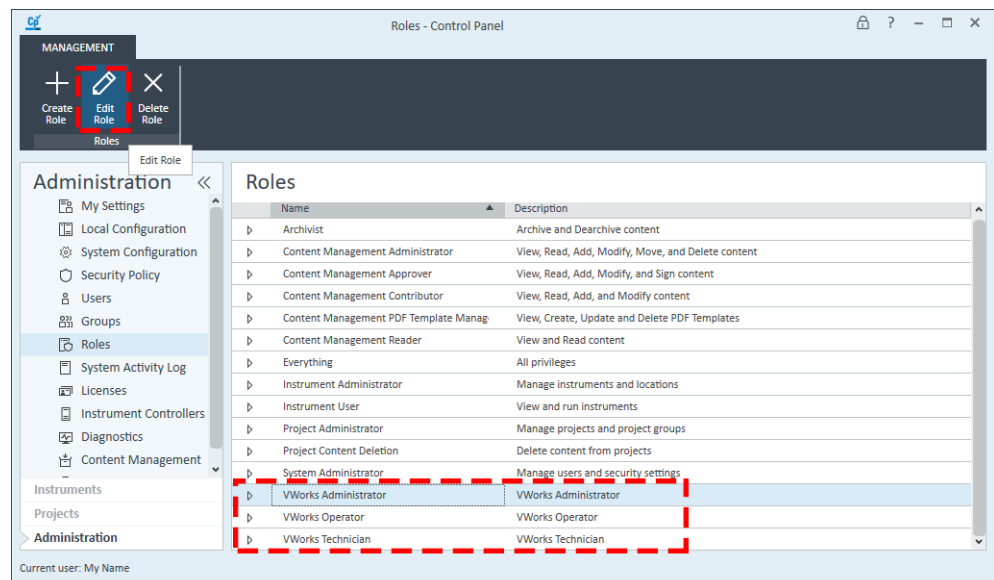 Cp
Roles - Control Panel
?
MANAGEMENT
Create Role
Edit Role
Delete Role
Roles
Edit Role
Administration
My Settings
Local Configuration
System Configuration
Security Policy
Users
Groups
Roles
System Activity Log
Licenses
Instrument Controllers
Diagnostics
Content Management
Instruments
Projects
Administration
Roles
Name Description
Archivist Archive and Dearchive content
Content Management Administrator View, Read, Add, Modify, Move, and Delete content
Content Management Approver View, Read, Add, Modify, and Sign content
Content Management Contributor View, Read, Add, and Modify content
Content Management PDF Template Manag View, Create, Update and Delete PDF Templates
Content Management Reader View and Read content
Everything All privileges
Instrument Administrator Manage instruments and locations
Instrument User View and run instruments
Project Administrator Manage projects and project groups
Project Content Deletion Delete content from projects
System Administrator Manage users and security settings
VWorks Administrator VWorks Administrator
VWorks Operator VWorks Operator
VWorks Technician VWorks Technician
Current user: My Name